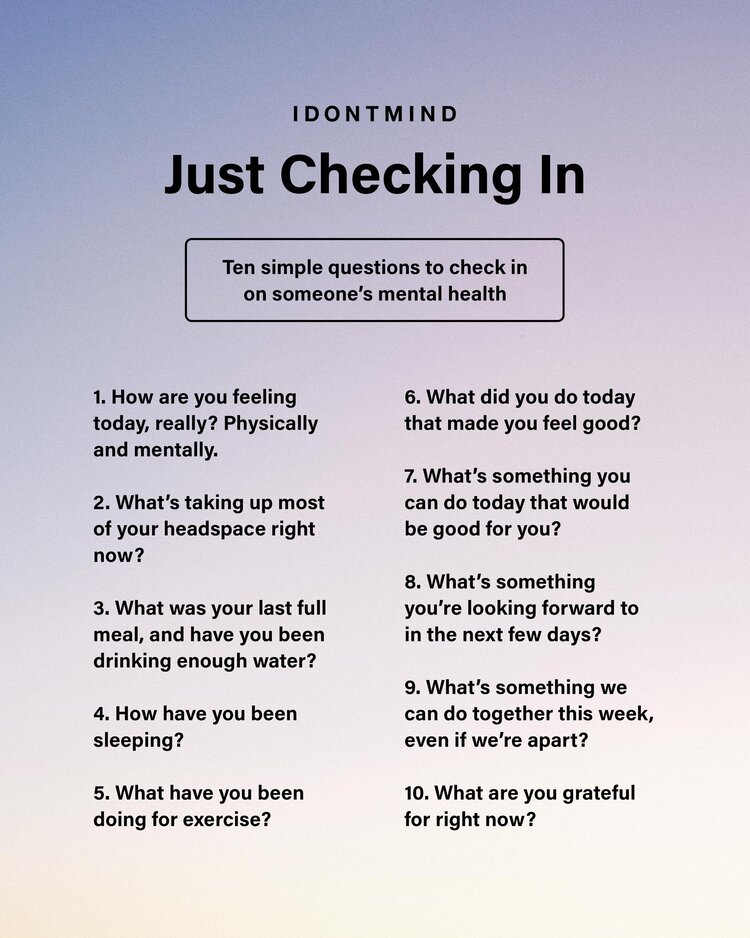 IDONTMIND
Just Checking In
Ten simple questions to check in
on someone’s mental health
1. How are you feeling
today, really? Physically
and mentally.
2. What’s taking up most
of your headspace right
now?
3. What was your last full
meal, and have you been
drinking enough water?
4. How have you been
sleeping?
5. What have you been
doing for exercise?
6. What did you do today
that made you feel good?
7. What’s something you
can do today that would
be good for you?
8. What’s something
you’re looking forward to
in the next few days?
9. What’s something we
can do together this week,
even if we’re apart?
10. What are you grateful
for right now?